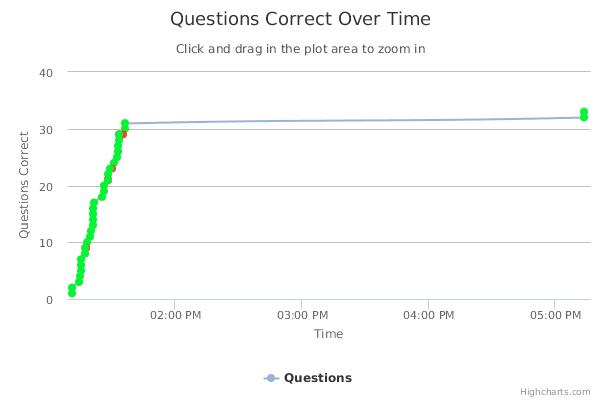 Questions Correct Over Time
Click and drag in the plot area to zoom in
Questions Correct
40
30
20
10
0
02:00 PM
03:00 PM
04:00 PM
05:00 PM
Time
Questions
Highcharts.com